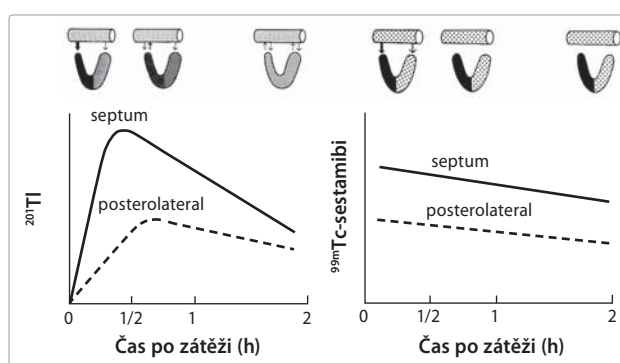 septum
posterolateral
²⁰¹Tl
0
1/2
1
2
Čas po zátěži (h)
septum
posterolateral
⁹⁹ᵐTc-sestamibi
0
1/2
1
2
Čas po zátěži (h)